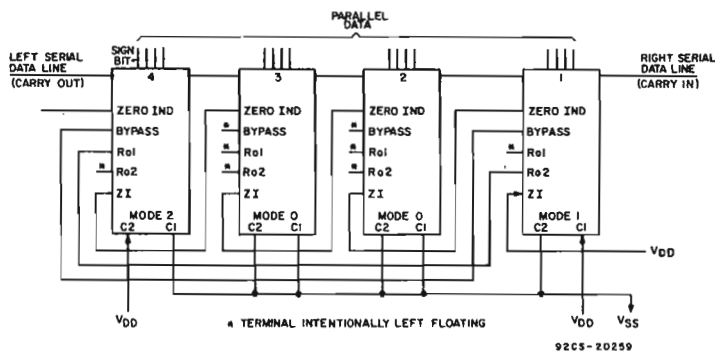 PARALLEL
DATA
LEFT SERIAL
DATA LINE
(CARRY OUT)
SIGN
BIT
4
3
2
1
RIGHT SERIAL
DATA LINE
(CARRY IN)
ZERO IND
BYPASS
Ro1
* Ro2
ZI
MODE 2
C2 C1
ZERO IND
* BYPASS
* Ro1
* Ro2
ZI
MODE 0
C2 C1
ZERO IND
* BYPASS
* Ro1
* Ro2
ZI
MODE 0
C2 C1
ZERO IND
BYPASS
* Ro1
Ro2
ZI
MODE 1
C2 C1
VDD
VDD
* TERMINAL INTENTIONALLY LEFT FLOATING
VDD
VSS
92CS-20259